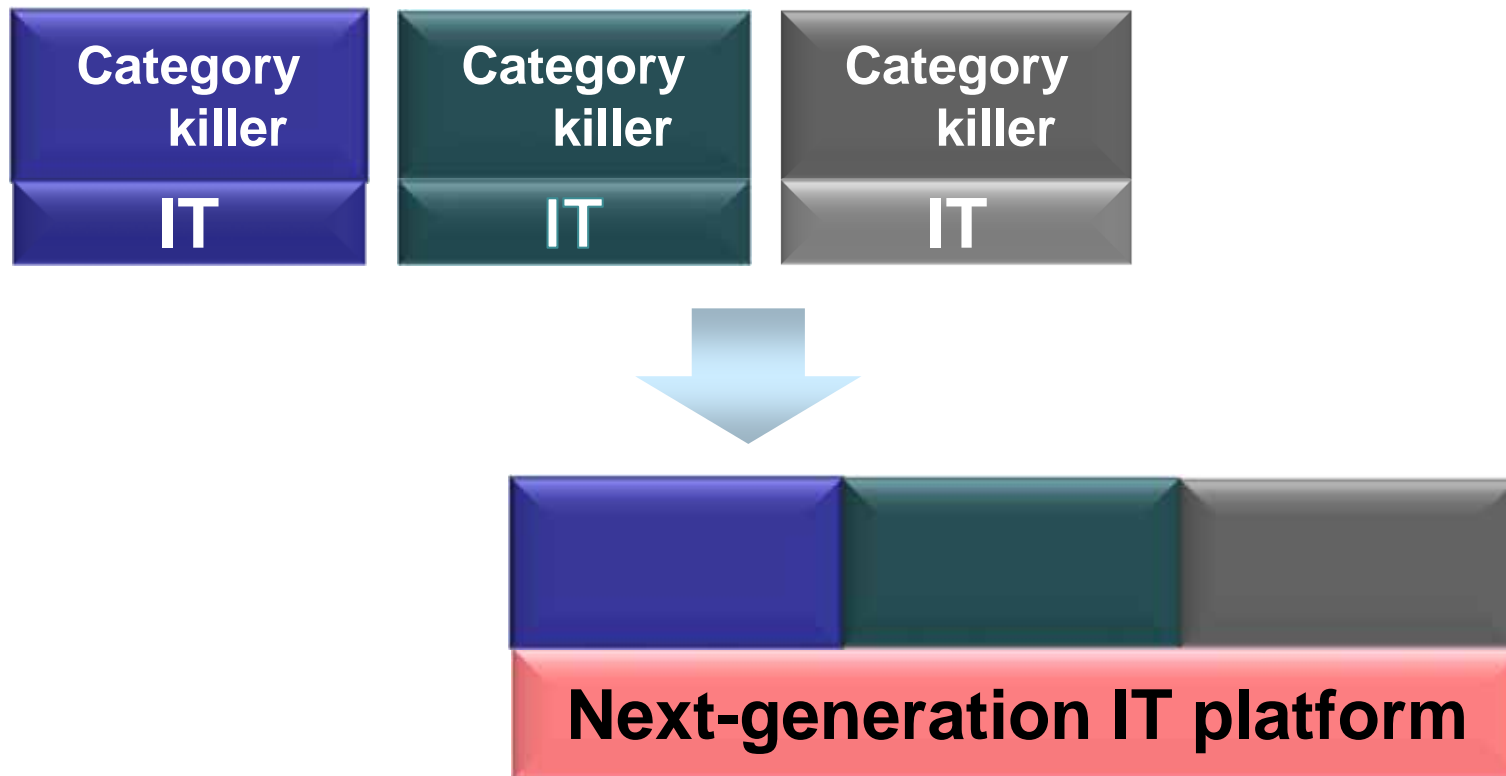 Category
killer
Category
killer
Category
killer
IT
IT
IT
Next-generation IT platform